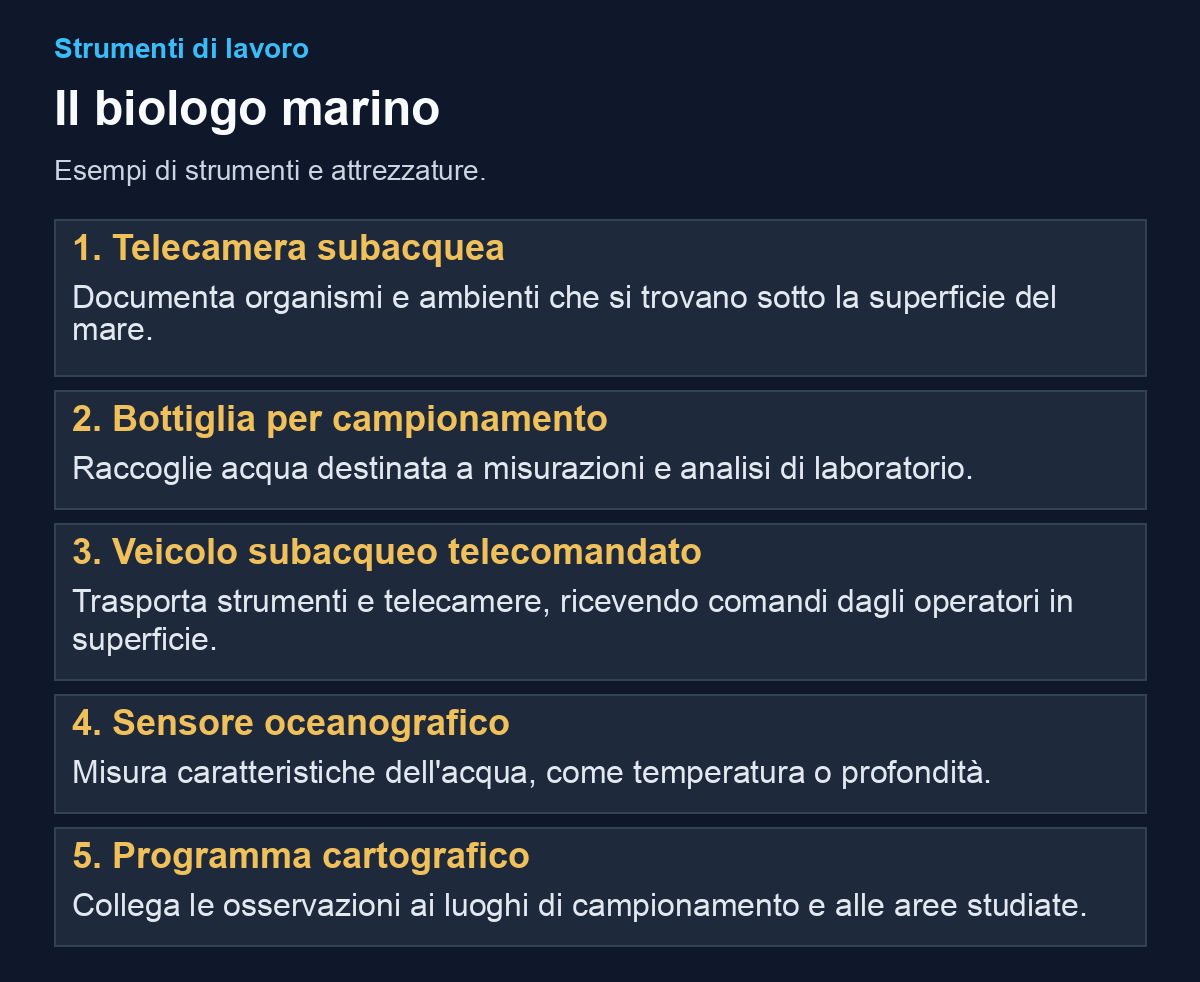 Strumenti di lavoro
Il biologo marino
Esempi di strumenti e attrezzature.
1. Telecamera subacquea
Documenta organismi e ambienti che si trovano sotto la superficie del
mare.
2. Bottiglia per campionamento
Raccoglie acqua destinata a misurazioni e analisi di laboratorio.
3. Veicolo subacqueo telecomandato
Trasporta strumenti e telecamere, ricevendo comandi dagli operatori in
superficie.
4. Sensore oceanografico
Misura caratteristiche dell'acqua, come temperatura o profondità.
5. Programma cartografico
Collega le osservazioni ai luoghi di campionamento e alle aree studiate.